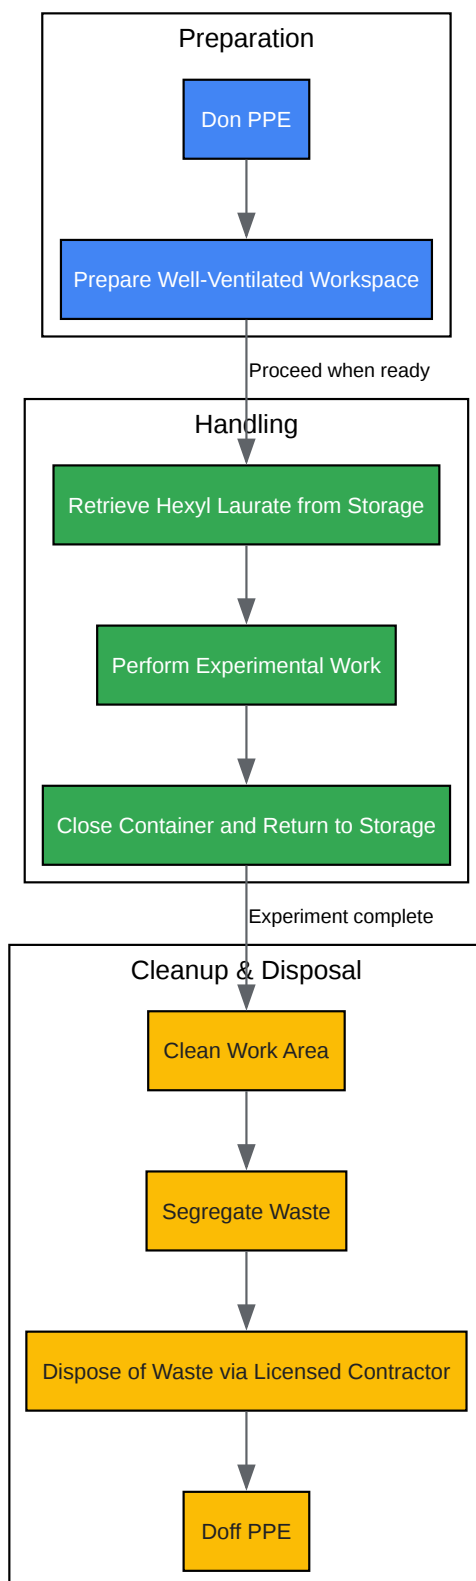 Preparation
Don PPE
Prepare Well-Ventilated Workspace
Proceed when ready
Handling
Retrieve Hexyl Laurate from Storage
Perform Experimental Work
Close Container and Return to Storage
Experiment complete
Cleanup & Disposal
Clean Work Area
Segregate Waste
Dispose of Waste via Licensed Contractor
Doff PPE